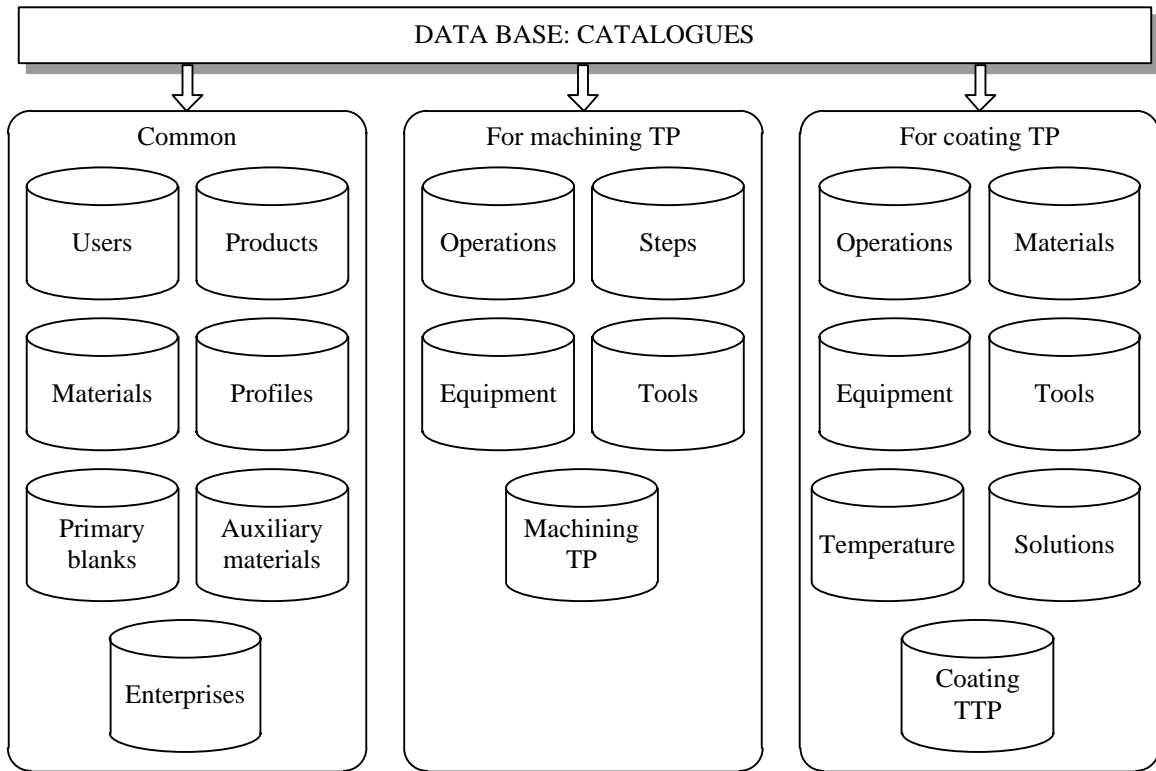 DATA BASE: CATALOGUES
Common
Users
Products
Materials
Profiles
Primary
blanks
Auxiliary
materials
Enterprises
For machining TP
Operations
Steps
Equipment
Tools
Machining
TP
For coating TP
Operations
Materials
Equipment
Tools
Temperature
Solutions
Coating
TTP